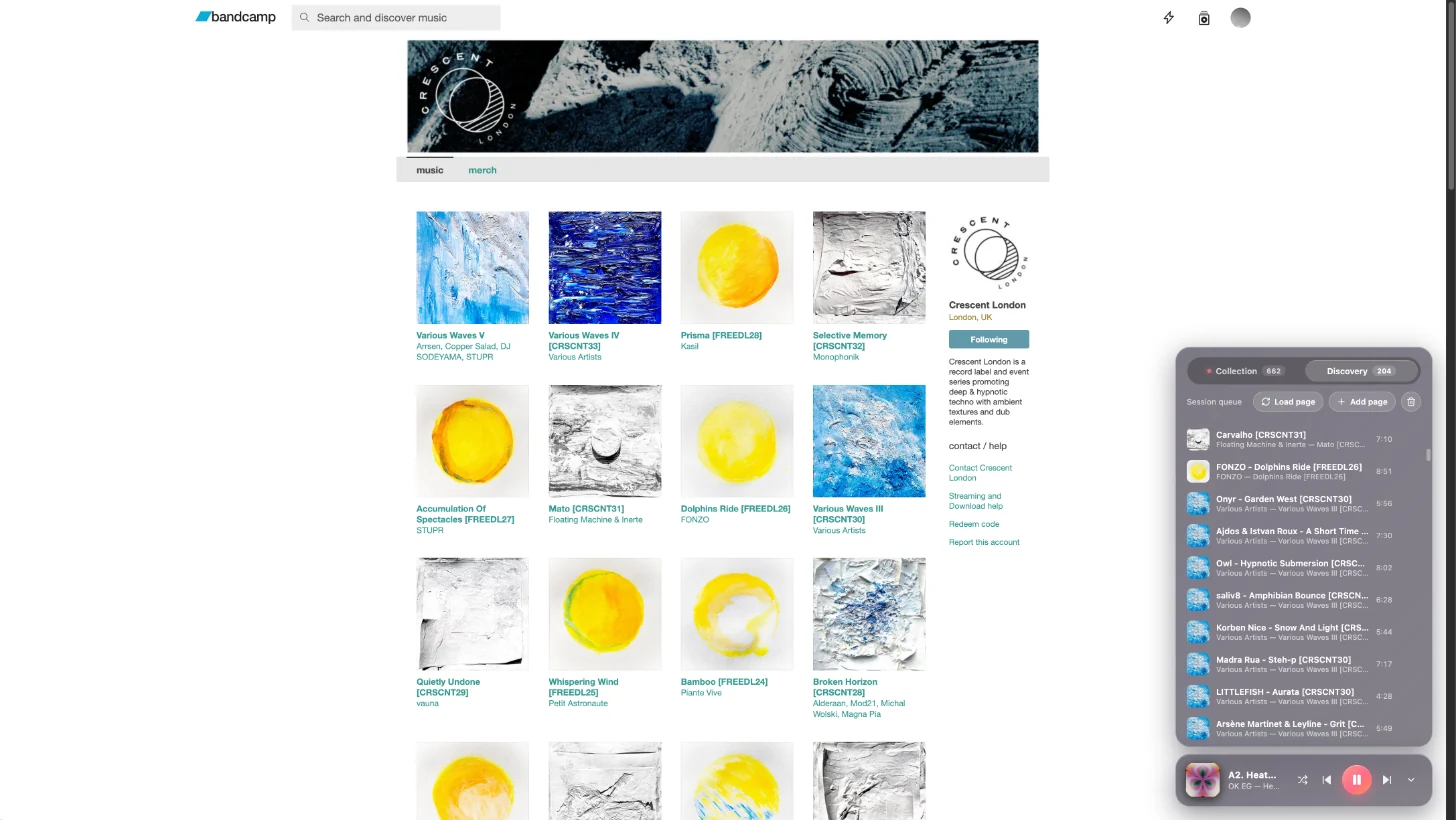 bandcamp
Search and discover music
CRESCENT
LONDON
music
merch
Various Waves V
Arrsen, Copper Salad, DJ
SODEYAMA, STUPR
Various Waves IV
[CRSCNT33]
Various Artists
Prisma [FREEDL28]
Kasil
Selective Memory
[CRSCNT32]
Monophonik
CRESCENT
LONDON
Crescent London
London, UK
Following
Crescent London is a
record label and event
series promoting
deep & hypnotic
techno with ambient
textures and dub
elements.
contact / help
Contact Crescent
London
Streaming and
Download help
Redeem code
Report this account
Accumulation Of
Spectacles [FREEDL27]
STUPR
Mato [CRSCNT31]
Floating Machine & Inerte
Dolphins Ride [FREEDL26]
FONZO
Various Waves III
[CRSCNT30]
Various Artists
Quietly Undone
[CRSCNT29]
vauna
Whispering Wind
[FREEDL25]
Petit Astronaute
Bamboo [FREEDL24]
Piante Vive
Broken Horizon
[CRSCNT28]
Alderaan, Mod21, Michal
Wolski, Magna Pia
Collection 662
Discovery 204
Session queue
Load page
Add page
Carvalho [CRSCNT31]
Floating Machine & Inerte — Mato [CRSC...
7:10
FONZO - Dolphins Ride [FREEDL26]
FONZO — Dolphins Ride [FREEDL26]
8:51
Onyr - Garden West [CRSCNT30]
Various Artists — Various Waves III [CRSC...
5:56
Ajdos & Istvan Roux - A Short Time ...
Various Artists — Various Waves III [CRSC...
7:30
Owl - Hypnotic Submersion [CRSC...
Various Artists — Various Waves III [CRSC...
8:02
saliv8 - Amphibian Bounce [CRSCN...
Various Artists — Various Waves III [CRSC...
6:28
Korben Nice - Snow And Light [CRS...
Various Artists — Various Waves III [CRSC...
5:44
Madra Rua - Steh-p [CRSCNT30]
Various Artists — Various Waves III [CRSC...
7:17
LITTLEFISH - Aurata [CRSCNT30]
Various Artists — Various Waves III [CRSC...
4:28
Arsène Martinet & Leyline - Grit [C...
Various Artists — Various Waves III [CRSC...
5:49
A2. Heat...
OK EG — He...